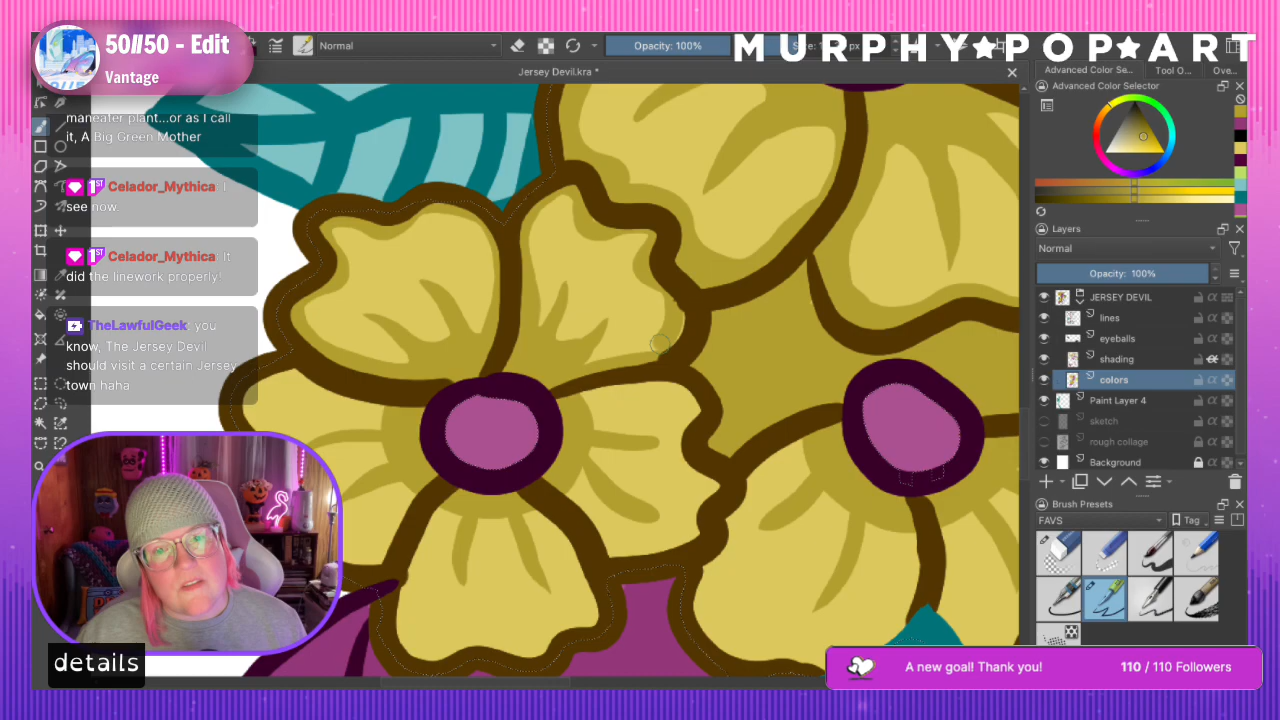 50//50 - Edit
Vantage
Normal
Opacity: 100%
MURPHY★POP★ART
Jersey Devil.kra *
Advanced Color Se...
Tool O...
Ove...
Advanced Color Selector
maneater plant...or as I call
it, A Big Green Mother
1ST Celador_Mythica I
see now.
1ST Celador_Mythica It
did the linework properly!
TheLawfulGeek you
know, The Jersey Devil
should visit a certain Jersey
town haha
Layers
Normal
Opacity: 100%
JERSEY DEVIL
lines
eyeballs
shading
colors
Paint Layer 4
sketch
rough collage
Background
Brush Presets
FAVS
Tag
details
A new goal! Thank you!
110 / 110 Followers